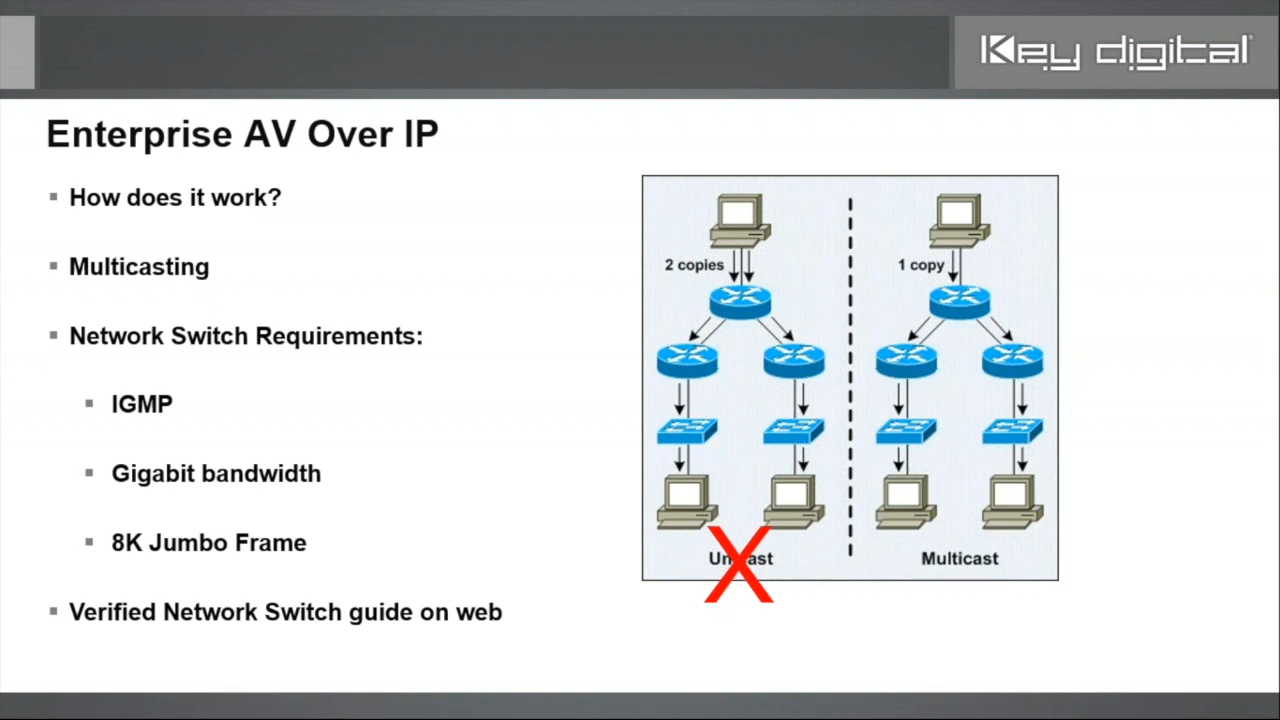 Key digital
Enterprise AV Over IP
How does it work?
Multicasting
Network Switch Requirements:
IGMP
Gigabit bandwidth
8K Jumbo Frame
Verified Network Switch guide on web
2 copies
1 copy
Multicast